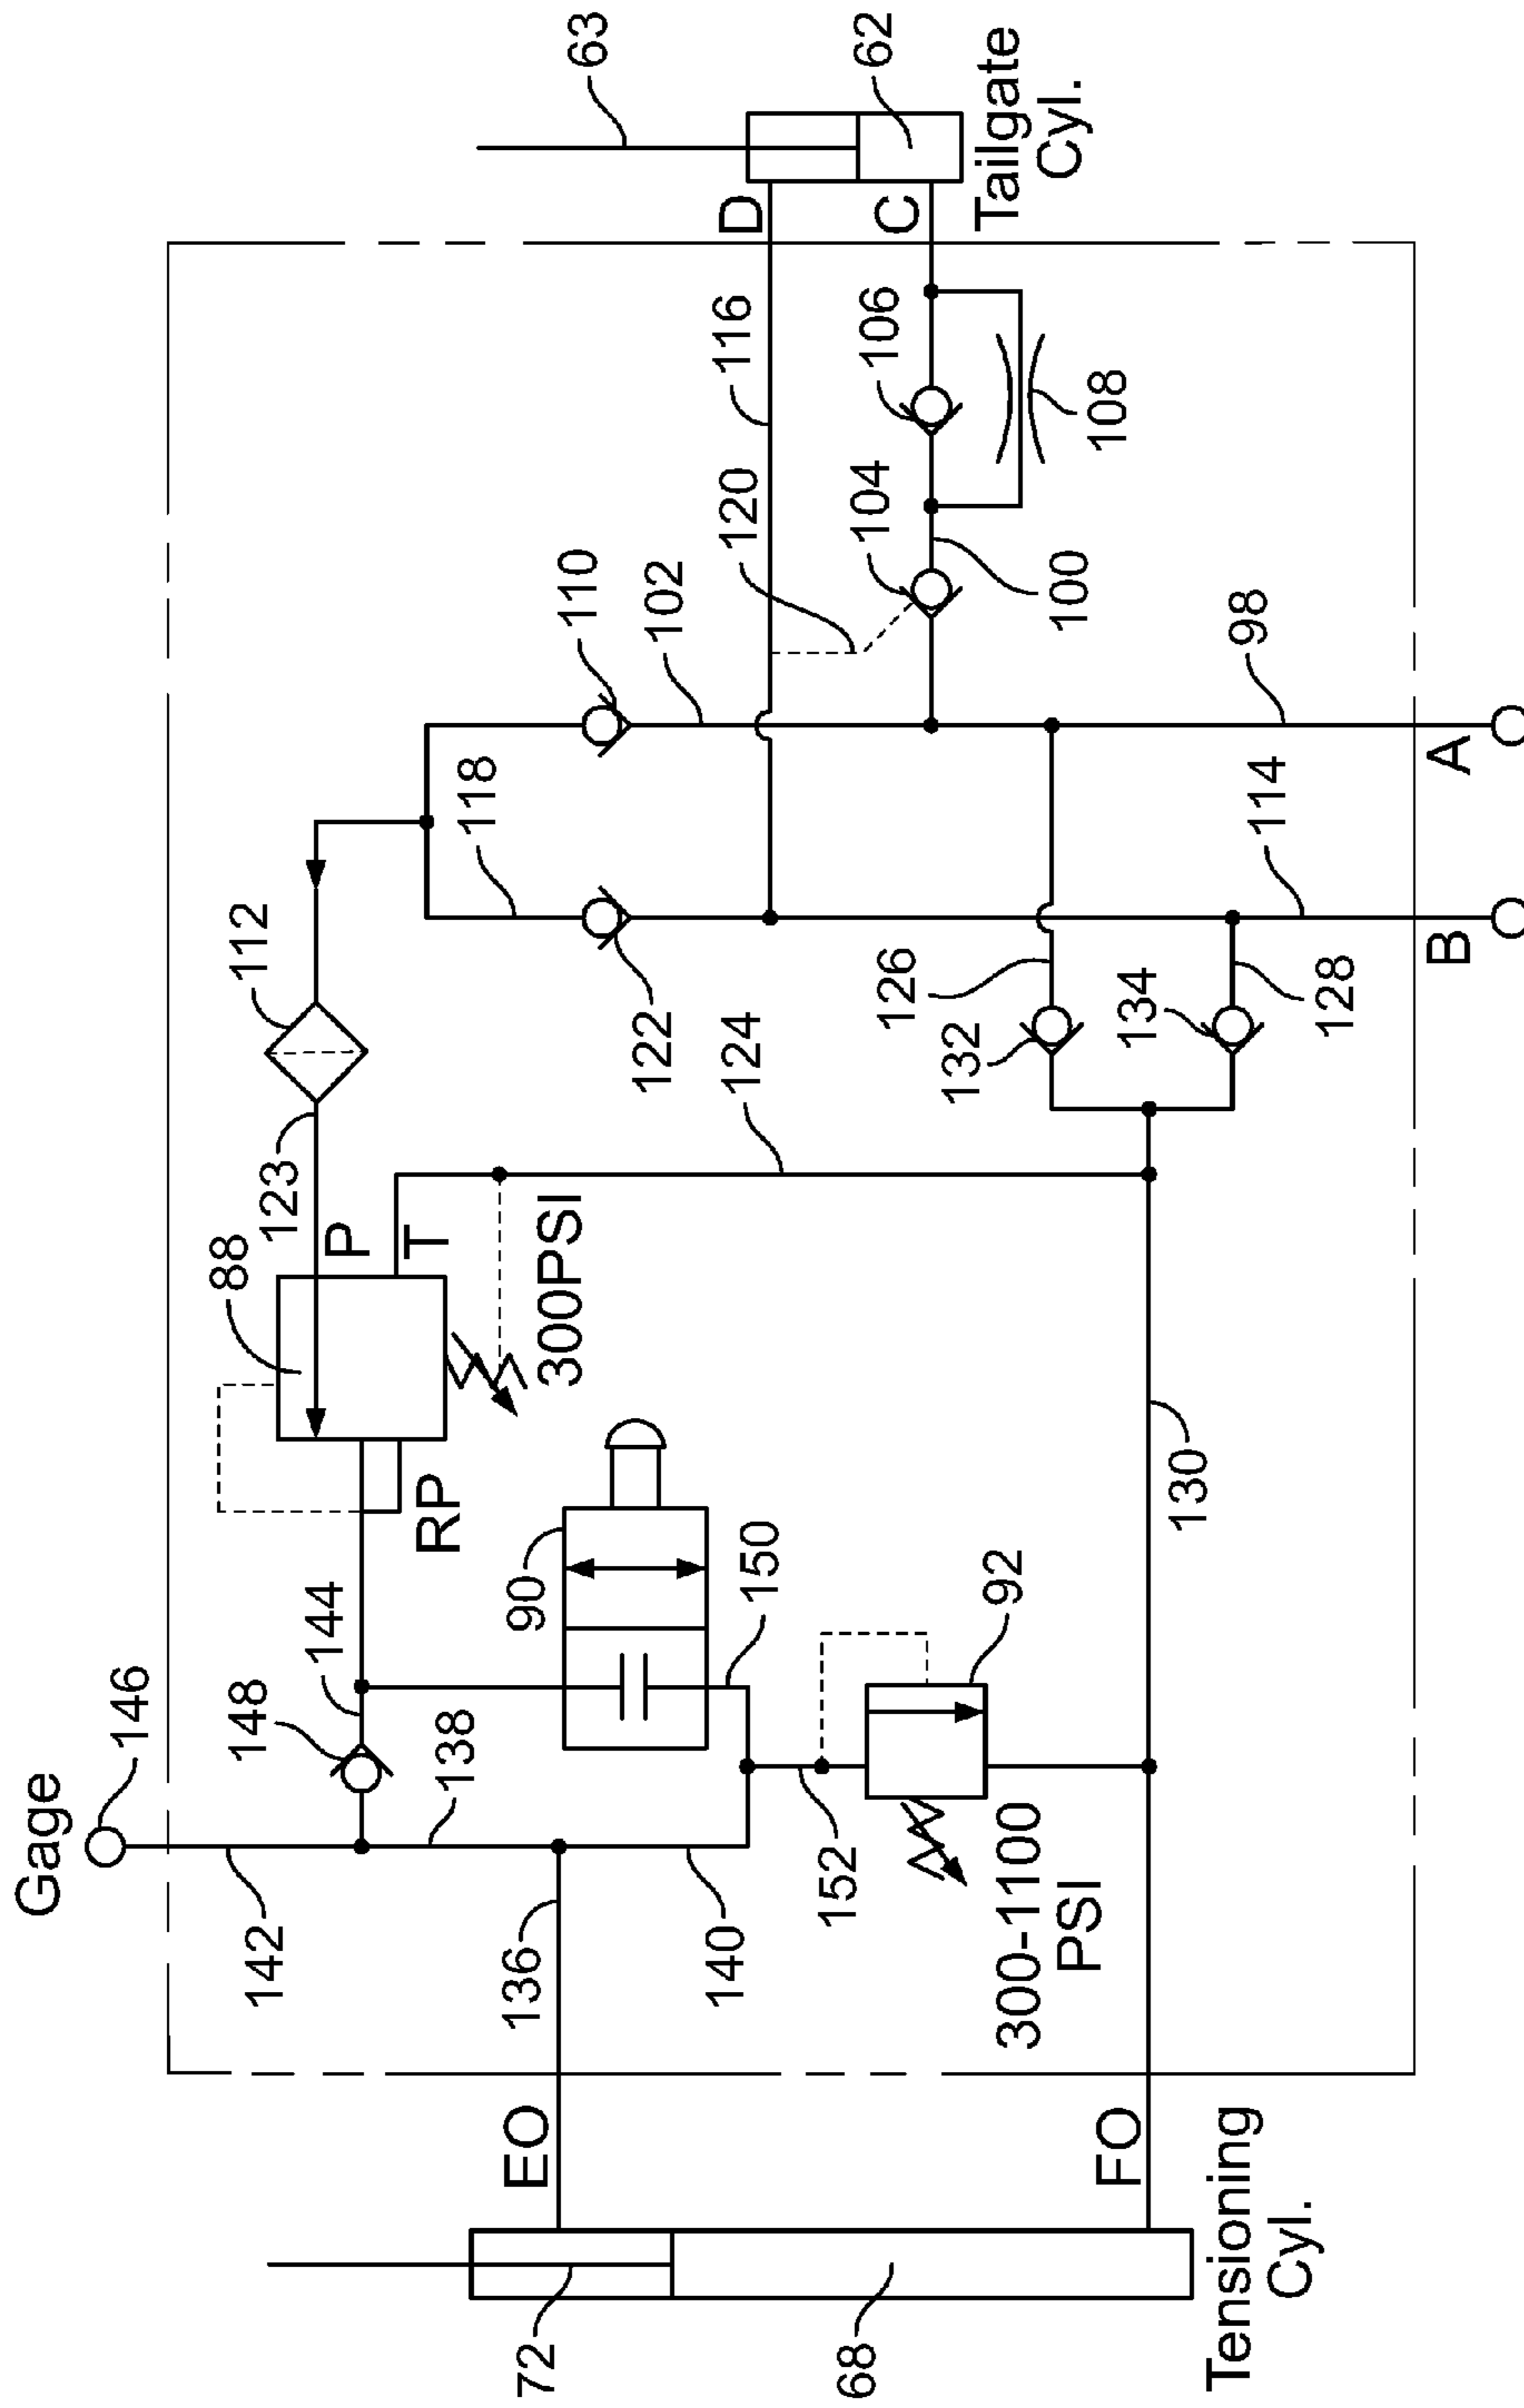 Gage
146
148
142
144
138
136
140
90
RP
88
123
P
T
112
118
122
110
102
120
116
63
62
D
C
Tailgate
Cyl.
106
104
108
100
98
114
A
B
126
132
134
128
124
300PSI
150
92
152
300-1100
PSI
130
EO
FO
72
68
Tensioning
Cyl.